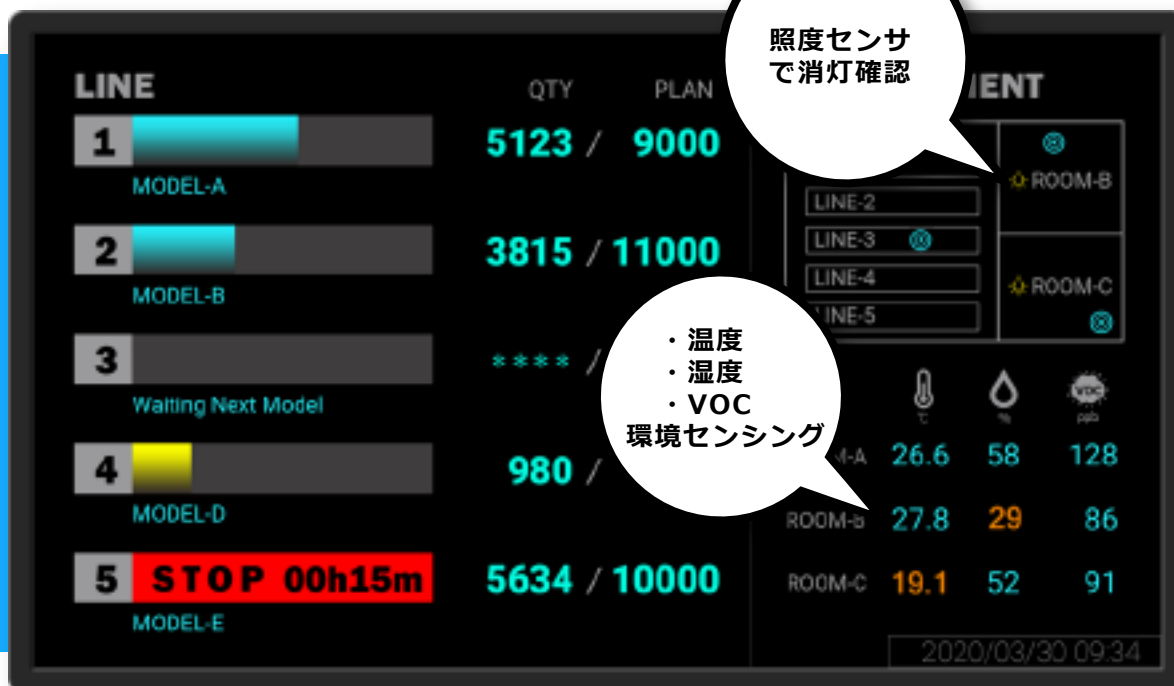 照度センサ
で消灯確認
LINE QTY PLAN
1 5123 / 9000
MODEL-A
2 3815 / 11000
MODEL-B
3 **** /
Waiting Next Model
4 980 /
MODEL-D
5 STOP 00h15m 5634 / 10000
MODEL-E
ROOM-B
LINE-2
LINE-3
LINE-4
LINE-5
ROOM-C
・温度
・湿度
・VOC
環境センシング
VOC
℃ % ppb
26.6 58 128
ROOM-B 27.8 29 86
ROOM-C 19.1 52 91
2020/03/30 09:34